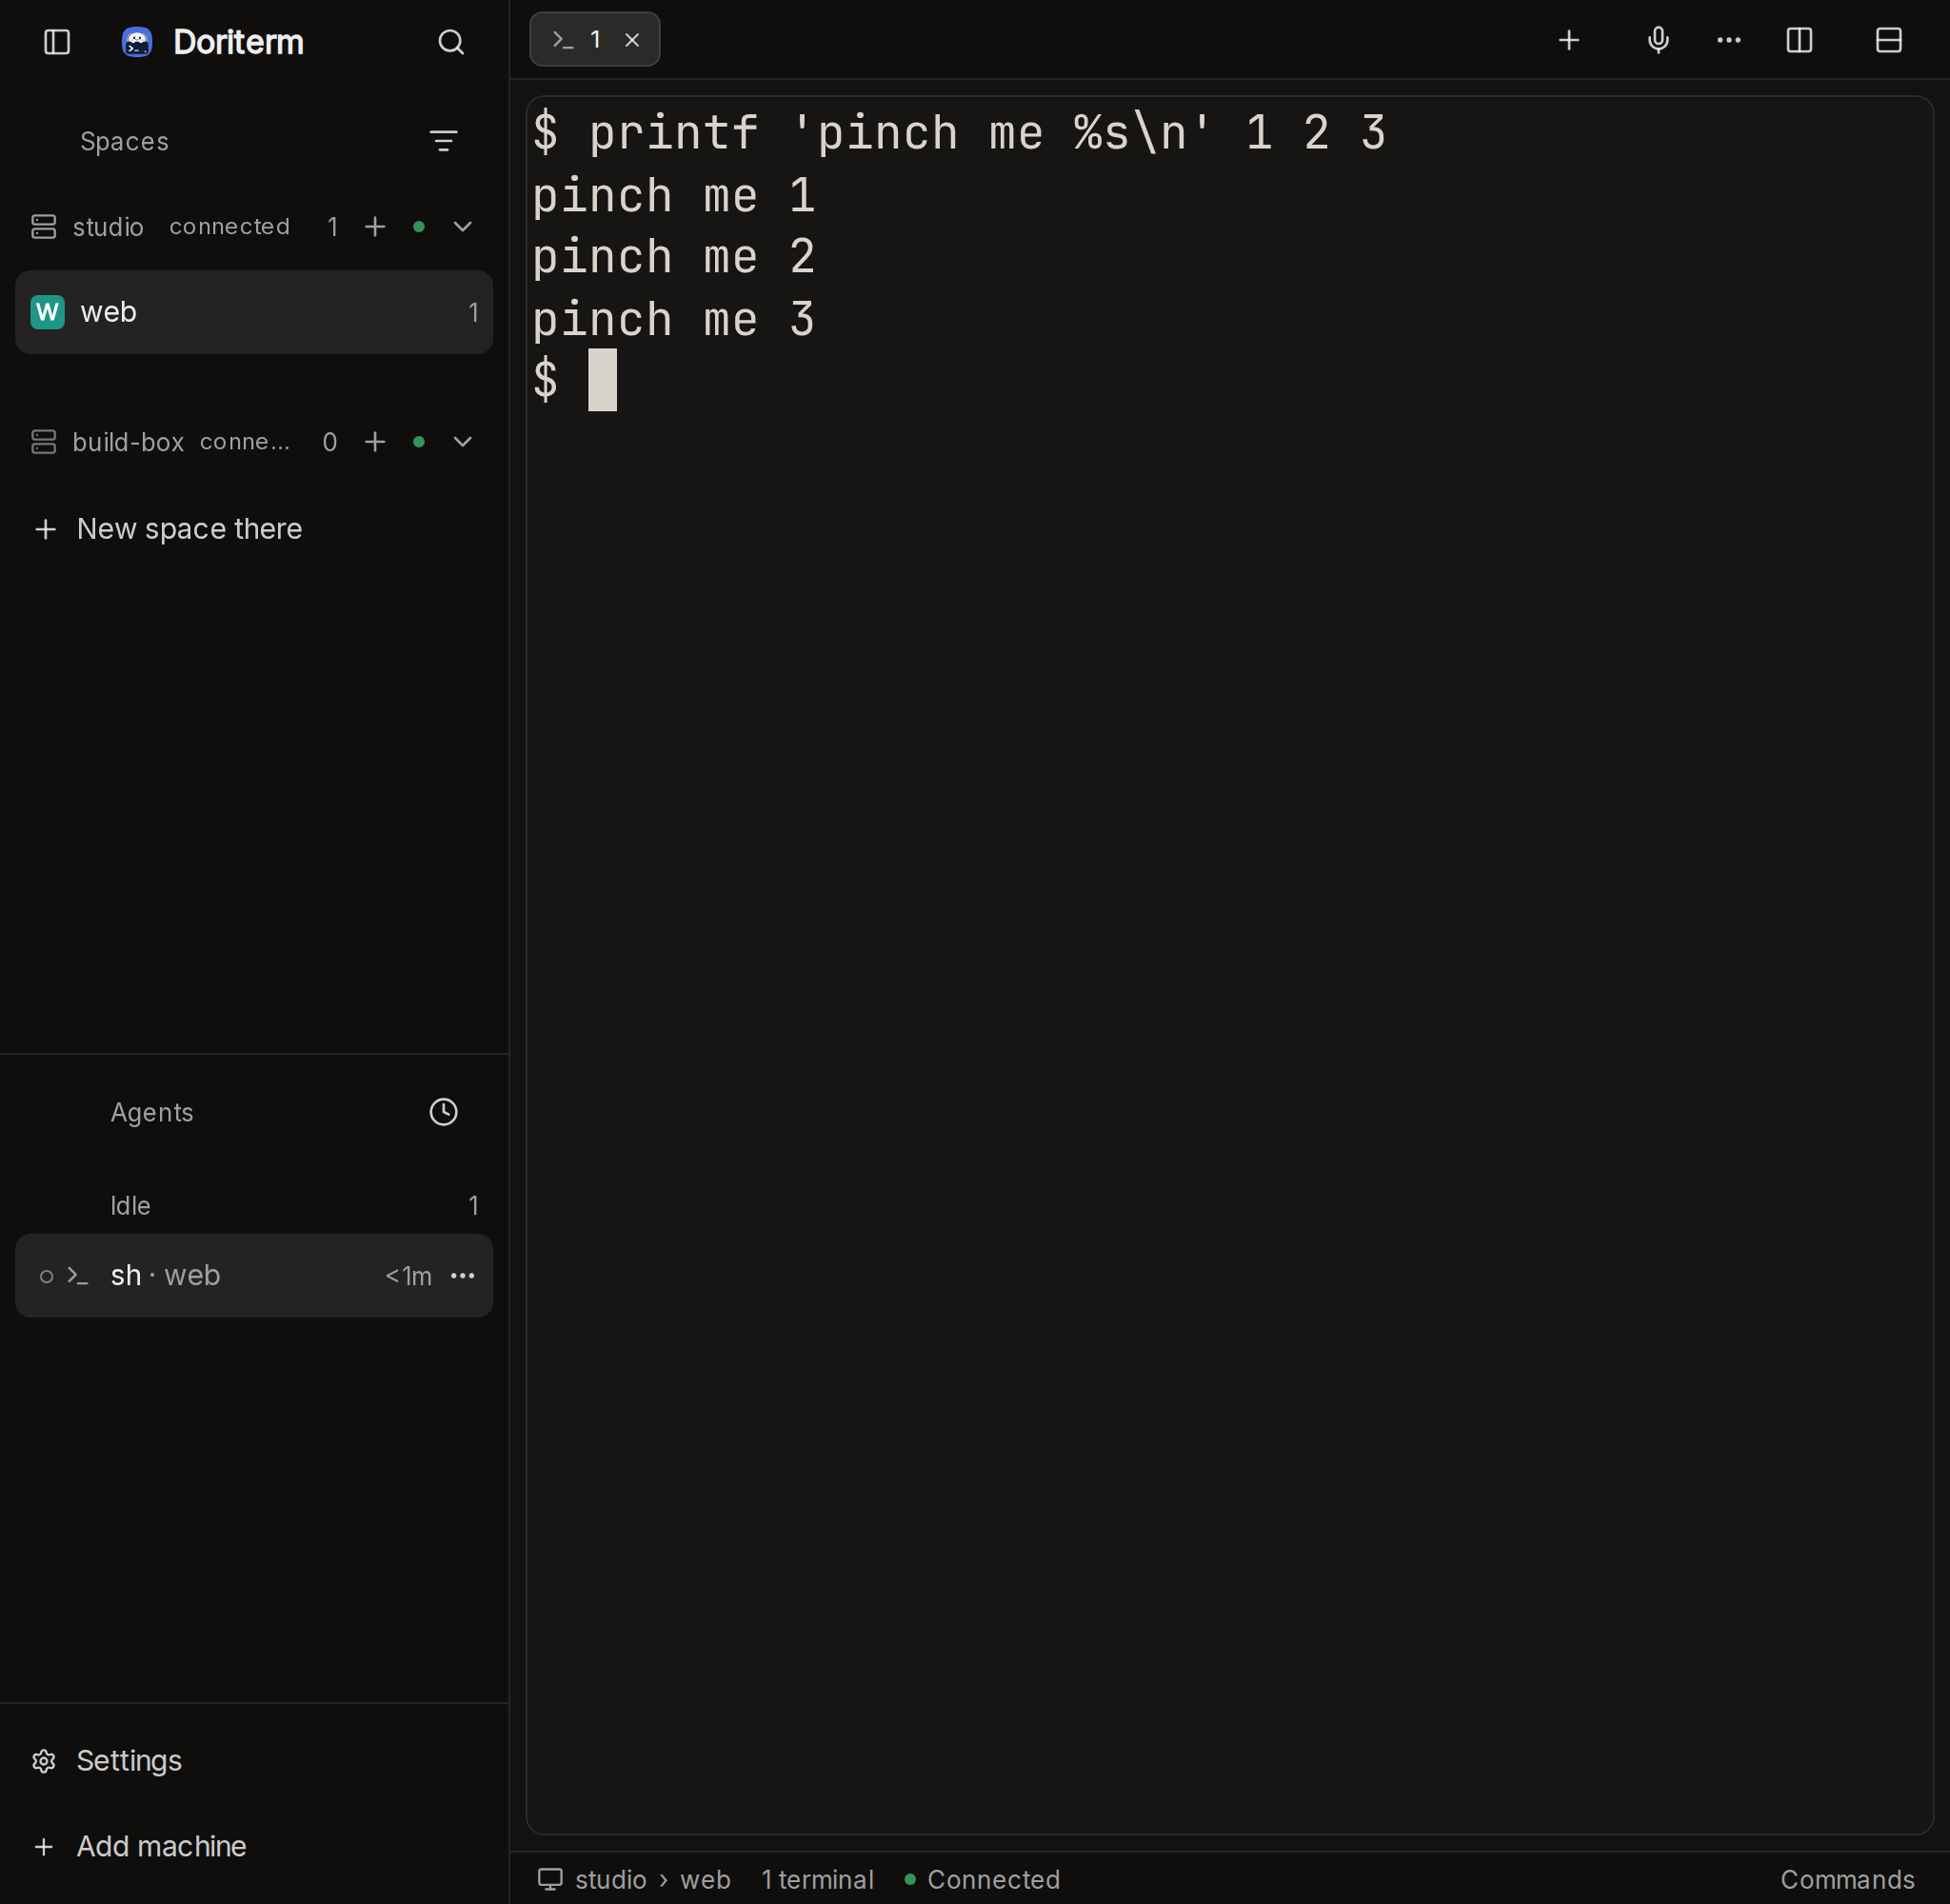 Doriterm
Spaces
studio connected 1
W web 1
build-box conne... 0
New space there
Agents
Idle 1
sh · web <1m
Settings
Add machine
1
$ printf 'pinch me %s\n' 1 2 3
pinch me 1
pinch me 2
pinch me 3
$
studio › web 1 terminal Connected Commands